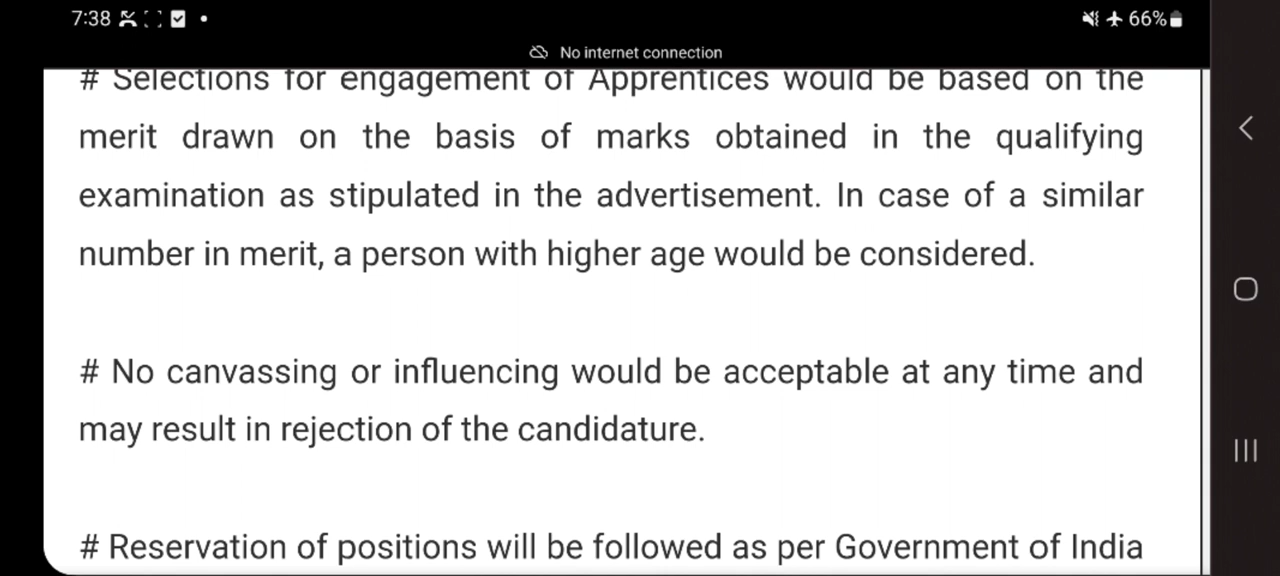 7:38
66%
No internet connection
# Selections for engagement of Apprentices would be based on the
merit drawn on the basis of marks obtained in the qualifying
examination as stipulated in the advertisement. In case of a similar
number in merit, a person with higher age would be considered.
# No canvassing or influencing would be acceptable at any time and
may result in rejection of the candidature.
# Reservation of positions will be followed as per Government of India